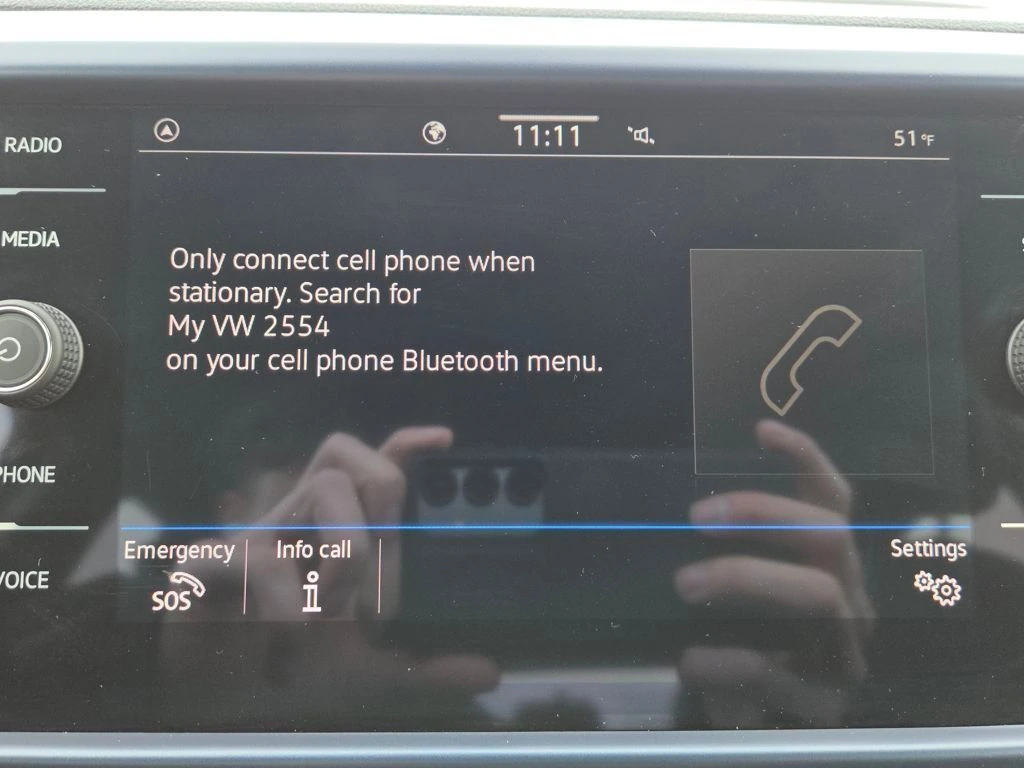 RADIO
11:11
51°F
MEDIA
Only connect cell phone when
stationary. Search for
My VW 2554
on your cell phone Bluetooth menu.
PHONE
Emergency
Info call
Settings
VOICE
SOS
i